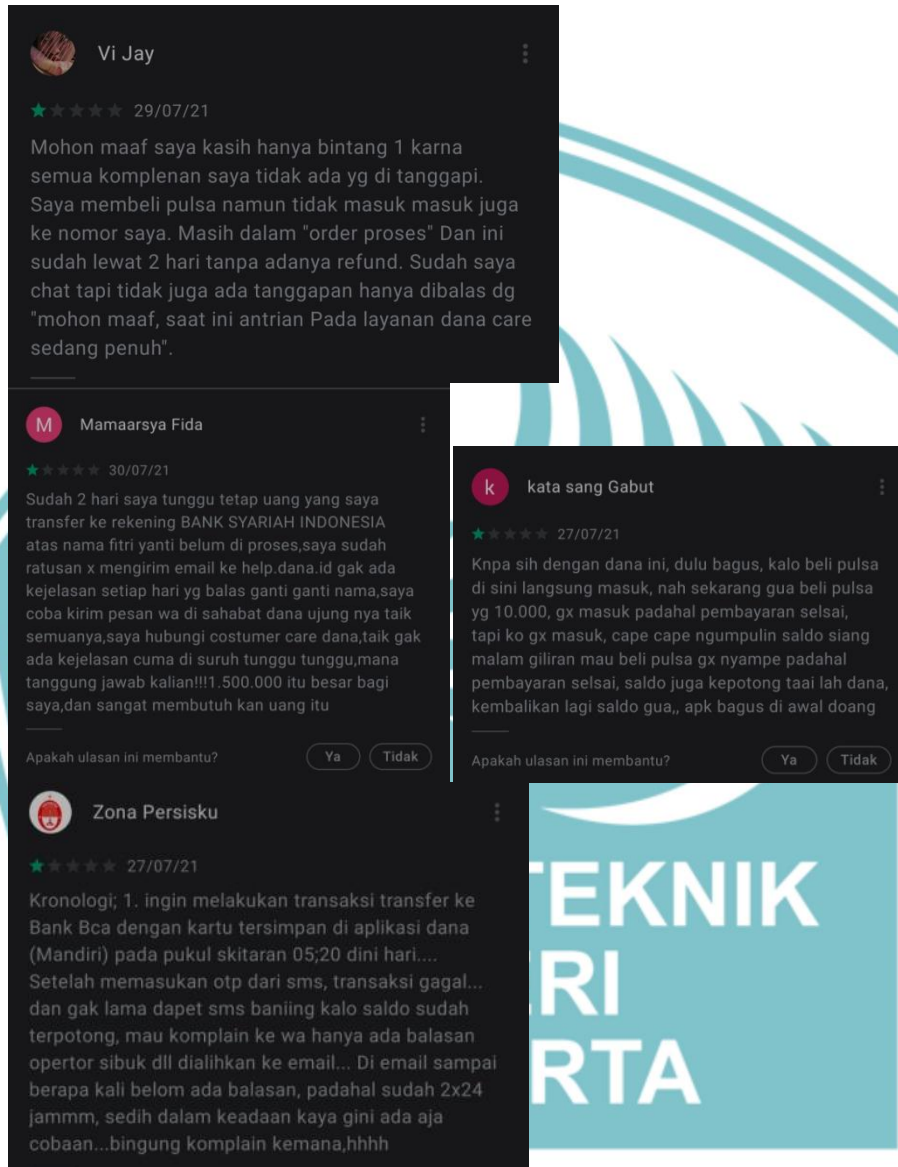 Vi Jay
29/07/21
Mohon maaf saya kasih hanya bintang 1 karna
semua komplenan saya tidak ada yg di tanggapi.
Saya membeli pulsa namun tidak masuk masuk juga
ke nomor saya. Masih dalam "order proses" Dan ini
sudah lewat 2 hari tanpa adanya refund. Sudah saya
chat tapi tidak juga ada tanggapan hanya dibalas dg
"mohon maaf, saat ini antrian Pada layanan dana care
sedang penuh".
M
Mamaarsya Fida
30/07/21
Sudah 2 hari saya tunggu tetap uang yang saya
transfer ke rekening BANK SYARIAH INDONESIA
atas nama fitri yanti belum di proses,saya sudah
ratusan x mengirim email ke help.dana.id gak ada
kejelasan setiap hari yg balas ganti ganti nama,saya
coba kirim pesan wa di sahabat dana ujung nya taik
semuanya,saya hubungi costumer care dana,taik gak
ada kejelasan cuma di suruh tunggu tunggu,mana
tanggung jawab kalian!!!1.500.000 itu besar bagi
saya,dan sangat membutuh kan uang itu
Apakah ulasan ini membantu?
Ya
Tidak
k
kata sang Gabut
27/07/21
Knpa sih dengan dana ini, dulu bagus, kalo beli pulsa
di sini langsung masuk, nah sekarang gua beli pulsa
yg 10.000, gx masuk padahal pembayaran selsai,
tapi ko gx masuk, cape cape ngumpulin saldo siang
malam giliran mau beli pulsa gx nyampe padahal
pembayaran selsai, saldo juga kepotong taai lah dana,
kembalikan lagi saldo gua,, apk bagus di awal doang
Apakah ulasan ini membantu?
Ya
Tidak
Zona Persisku
27/07/21
Kronologi; 1. ingin melakukan transaksi transfer ke
Bank Bca dengan kartu tersimpan di aplikasi dana
(Mandiri) pada pukul skitaran 05;20 dini hari....
Setelah memasukan otp dari sms, transaksi gagal...
dan gak lama dapet sms baniing kalo saldo sudah
terpotong, mau komplain ke wa hanya ada balasan
opertor sibuk dll dialihkan ke email... Di email sampai
berapa kali belom ada balasan, padahal sudah 2x24
jammm, sedih dalam keadaan kaya gini ada aja
cobaan...bingung komplain kemana,hhhh
TEKNIK
ERI
RTA